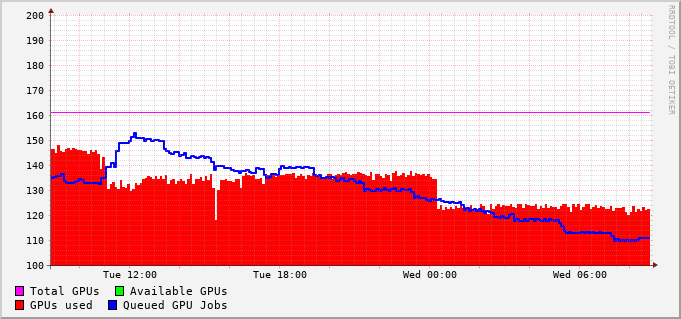 200
190
180
170
160
150
140
130
120
110
100
Tue 12:00 Tue 18:00 Wed 00:00 Wed 06:00
Total GPUs Available GPUs
GPUs used Queued GPU Jobs
RRDTOOL / TOBI OETIKER